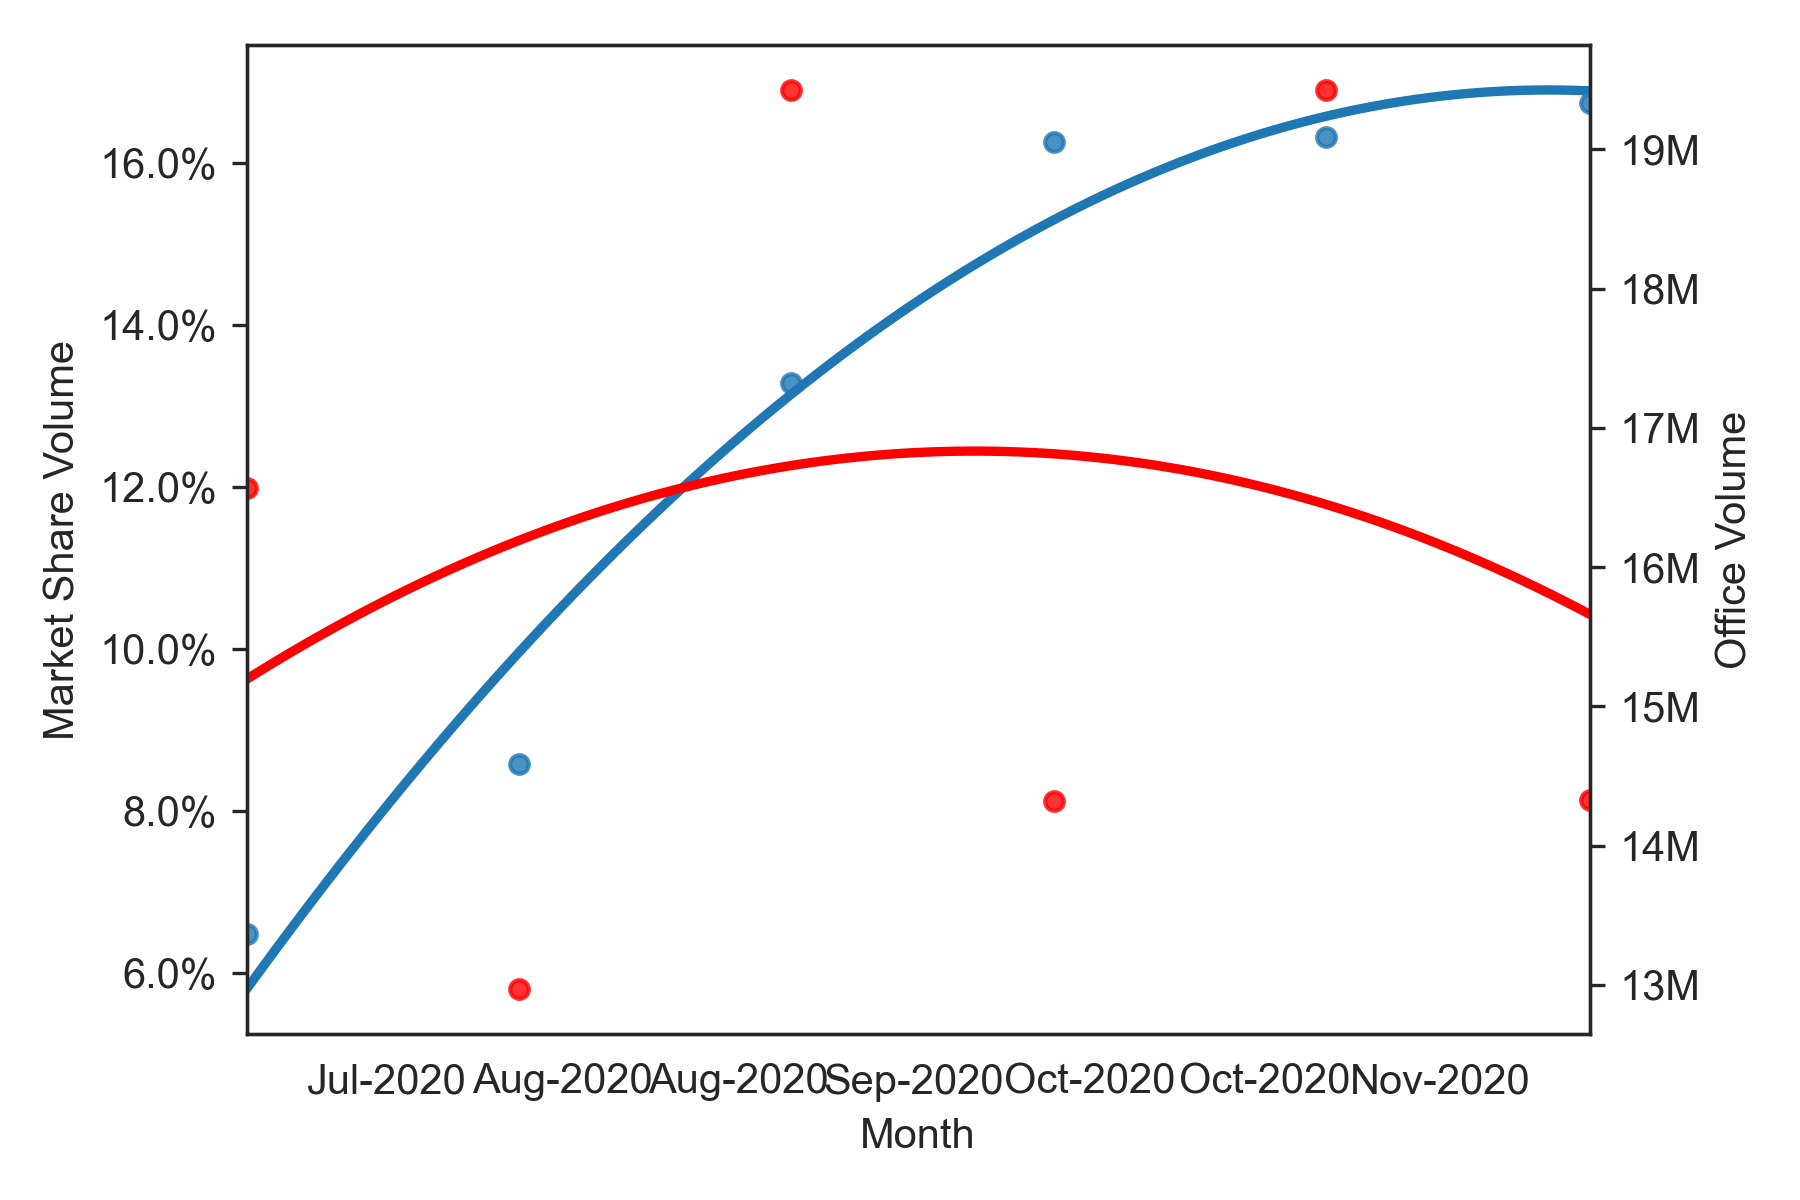 Market Share Volume
16.0%
14.0%
12.0%
10.0%
8.0%
6.0%
19M
18M
17M
16M
15M
14M
13M
Office Volume
Jul-2020 Aug-2020 Aug-2020 Sep-2020 Oct-2020 Oct-2020 Nov-2020
Month